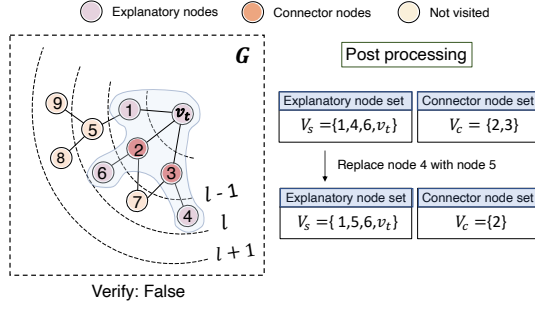 Explanatory nodes
Connector nodes
Not visited
G
9
1
v_t
5
2
8
6
3
7
4
l - 1
l
l + 1
Verify: False
Post processing
Explanatory node set
Connector node set
V_s ={1,4,6,v_t}
V_c = {2,3}
Replace node 4 with node 5
Explanatory node set
Connector node set
V_s ={ 1,5,6,v_t}
V_c ={2}